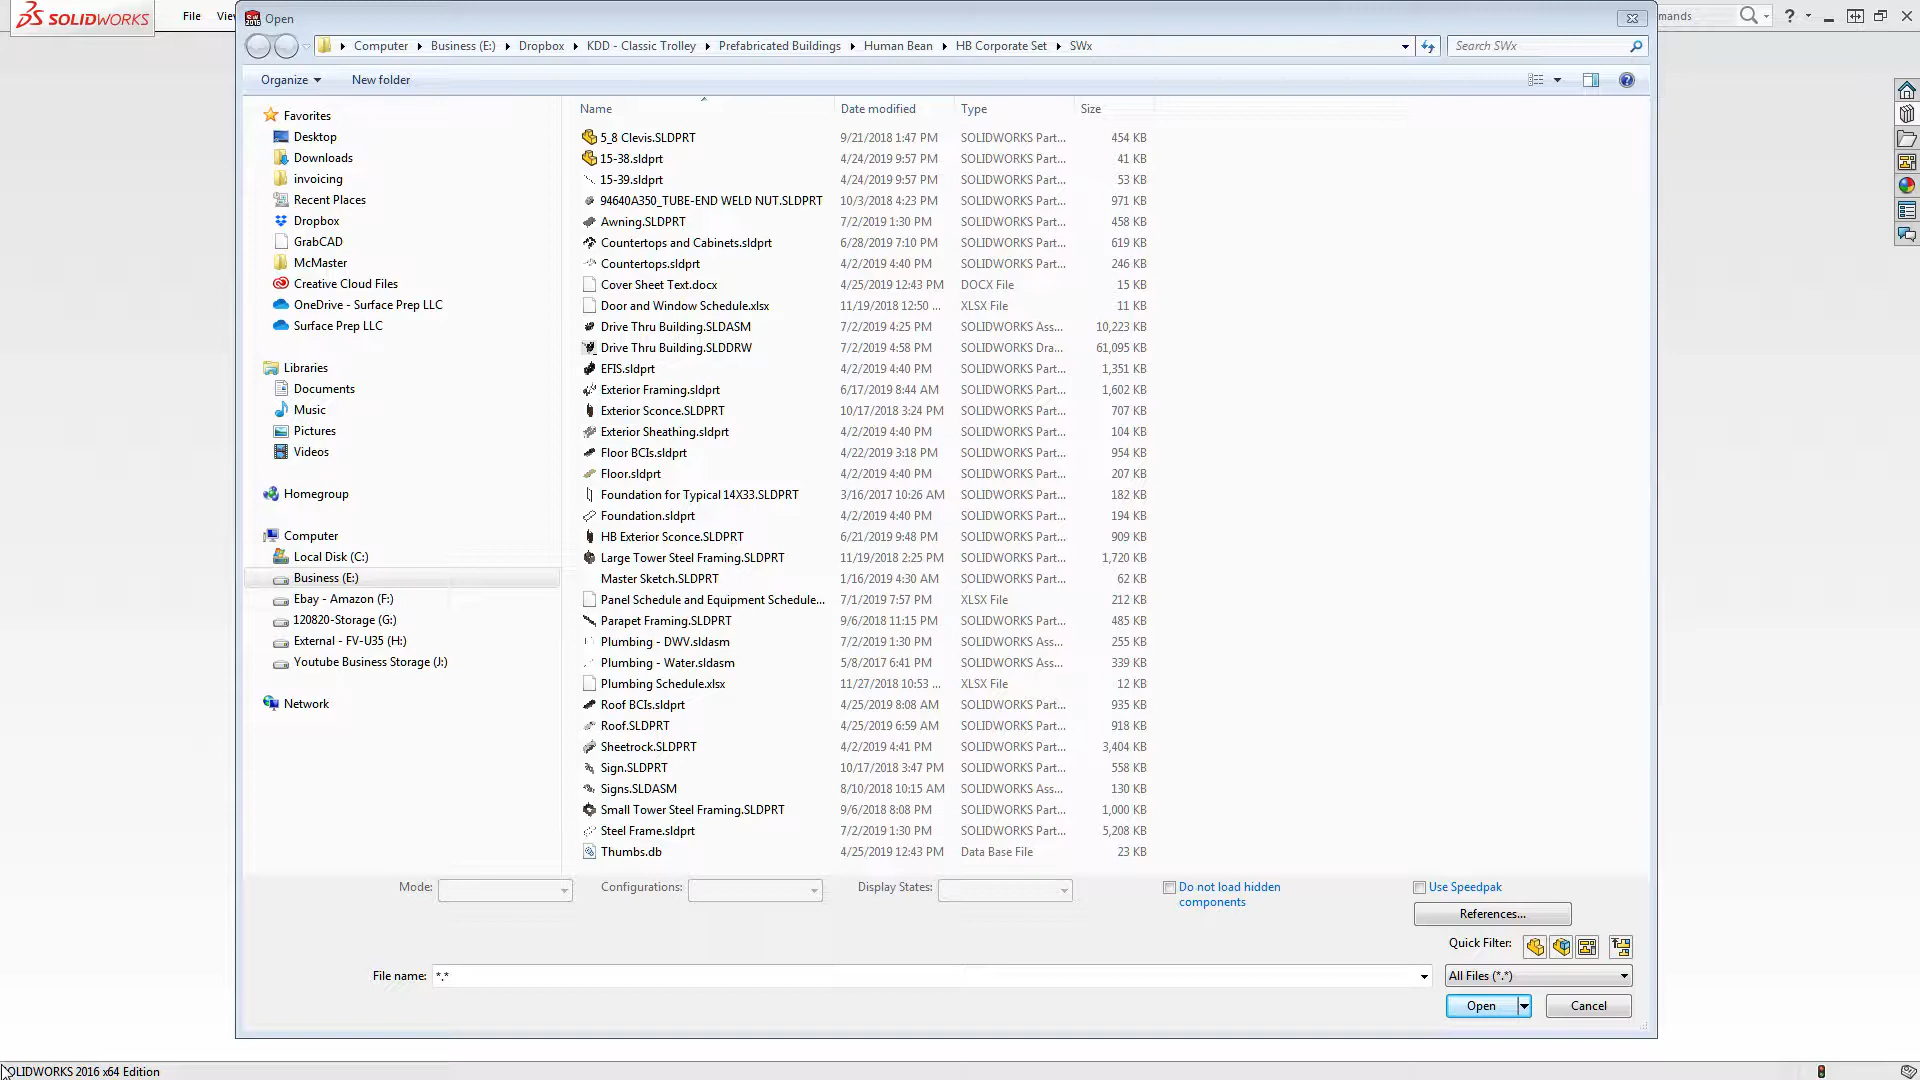 SOLIDWORKS File Open mands ?
Computer Business (E:) Dropbox KDD - Classic Trolley Prefabricated Buildings Human Bean HB Corporate Set SWx Search SWx
Organize New folder
Favorites
Desktop
Downloads
invoicing
Recent Places
Dropbox
GrabCAD
McMaster
Creative Cloud Files
OneDrive - Surface Prep LLC
Surface Prep LLC
Libraries
Documents
Music
Pictures
Videos
Homegroup
Computer
Local Disk (C:)
Business (E:)
Ebay - Amazon (F:)
120820-Storage (G:)
External - FV-U35 (H:)
Youtube Business Storage (J:)
Network
Name Date modified Type Size
5_8 Clevis.SLDPRT 9/21/2018 1:47 PM SOLIDWORKS Part... 454 KB
15-38.sldprt 4/24/2019 9:57 PM SOLIDWORKS Part... 41 KB
15-39.sldprt 4/24/2019 9:57 PM SOLIDWORKS Part... 53 KB
94640A350_TUBE-END WELD NUT.SLDPRT 10/3/2018 4:23 PM SOLIDWORKS Part... 971 KB
Awning.SLDPRT 7/2/2019 1:30 PM SOLIDWORKS Part... 458 KB
Countertops and Cabinets.sldprt 6/28/2019 7:10 PM SOLIDWORKS Part... 619 KB
Countertops.sldprt 4/2/2019 4:40 PM SOLIDWORKS Part... 246 KB
Cover Sheet Text.docx 4/25/2019 12:43 PM DOCX File 15 KB
Door and Window Schedule.xlsx 11/19/2018 12:50 ... XLSX File 11 KB
Drive Thru Building.SLDASM 7/2/2019 4:25 PM SOLIDWORKS Ass... 10,223 KB
Drive Thru Building.SLDDRW 7/2/2019 4:58 PM SOLIDWORKS Dra... 61,095 KB
EFIS.sldprt 4/2/2019 4:40 PM SOLIDWORKS Part... 1,351 KB
Exterior Framing.sldprt 6/17/2019 8:44 AM SOLIDWORKS Part... 1,602 KB
Exterior Sconce.SLDPRT 10/17/2018 3:24 PM SOLIDWORKS Part... 707 KB
Exterior Sheathing.sldprt 4/2/2019 4:40 PM SOLIDWORKS Part... 104 KB
Floor BCIs.sldprt 4/22/2019 3:18 PM SOLIDWORKS Part... 954 KB
Floor.sldprt 4/2/2019 4:40 PM SOLIDWORKS Part... 207 KB
Foundation for Typical 14X33.SLDPRT 3/16/2017 10:26 AM SOLIDWORKS Part... 182 KB
Foundation.sldprt 4/2/2019 4:40 PM SOLIDWORKS Part... 194 KB
HB Exterior Sconce.SLDPRT 6/21/2019 9:48 PM SOLIDWORKS Part... 909 KB
Large Tower Steel Framing.SLDPRT 11/19/2018 2:25 PM SOLIDWORKS Part... 1,720 KB
Master Sketch.SLDPRT 1/16/2019 4:30 AM SOLIDWORKS Part... 62 KB
Panel Schedule and Equipment Schedule... 7/1/2019 7:57 PM XLSX File 212 KB
Parapet Framing.SLDPRT 9/6/2018 11:15 PM SOLIDWORKS Part... 485 KB
Plumbing - DWV.sldasm 7/2/2019 1:30 PM SOLIDWORKS Ass... 255 KB
Plumbing - Water.sldasm 5/8/2017 6:41 PM SOLIDWORKS Ass... 339 KB
Plumbing Schedule.xlsx 11/27/2018 10:53 ... XLSX File 12 KB
Roof BCIs.sldprt 4/25/2019 8:08 AM SOLIDWORKS Part... 935 KB
Roof.SLDPRT 4/25/2019 6:59 AM SOLIDWORKS Part... 918 KB
Sheetrock.SLDPRT 4/2/2019 4:41 PM SOLIDWORKS Part... 3,404 KB
Sign.SLDPRT 10/17/2018 3:47 PM SOLIDWORKS Part... 558 KB
Signs.SLDASM 8/10/2018 10:15 AM SOLIDWORKS Ass... 130 KB
Small Tower Steel Framing.SLDPRT 9/6/2018 8:08 PM SOLIDWORKS Part... 1,000 KB
Steel Frame.sldprt 7/2/2019 1:30 PM SOLIDWORKS Part... 5,208 KB
Thumbs.db 4/25/2019 12:43 PM Data Base File 23 KB
Mode: Configurations: Display States: Do not load hidden components Use Speedpak
References...
Quick Filter:
File name: *.* All Files (*.*)
Open Cancel
OLIDWORKS 2016 x64 Edition